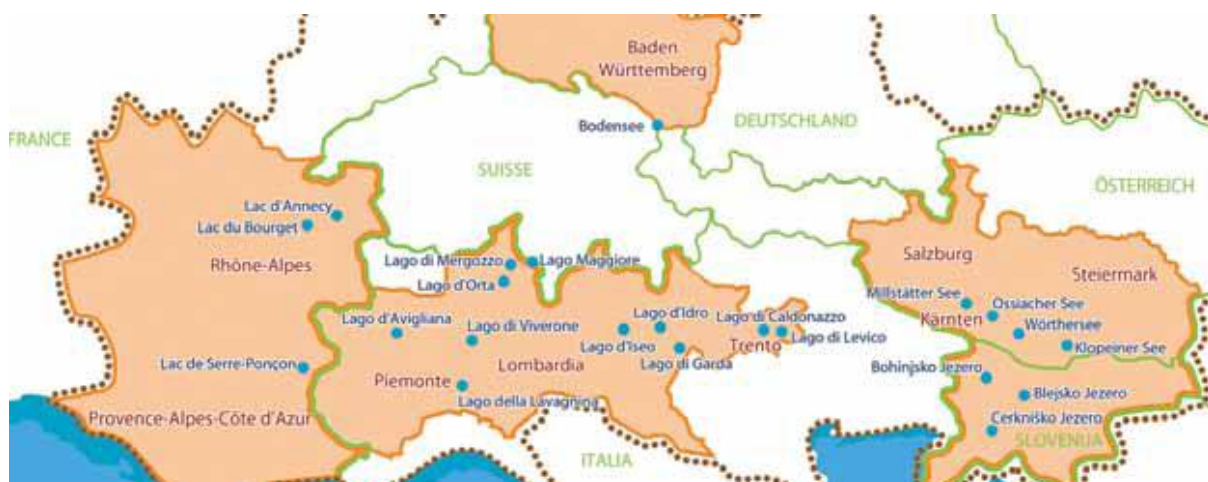 Baden
Württemberg
Bodensee
DEUTSCHLAND
FRANCE
SUISSE
ÖSTERREICH
Lac d'Annecy
Lac du Bourget
Rhône-Alpes
Lago di Mergozzo
Lago Maggiore
Lago d'Orta
Salzburg
Steiermark
Millstätter See
Ossiacher See
Kärnten
Wörthersee
Klopeiner See
Lago d'Avigliana
Lago di Viverone
Lago d'Idro
Lago di Caldonazzo
Lago di Levico
Trento
Lago d'Iseo
Lago di Garda
Lombardia
Lac de Serre-Ponçon
Piemonte
Lago della Lavagnina
Bohinjsko Jezero
Blejsko Jezero
Cerkniško Jezero
SLOVENIJA
Provence-Alpes-Côte d'Azur
ITALIA